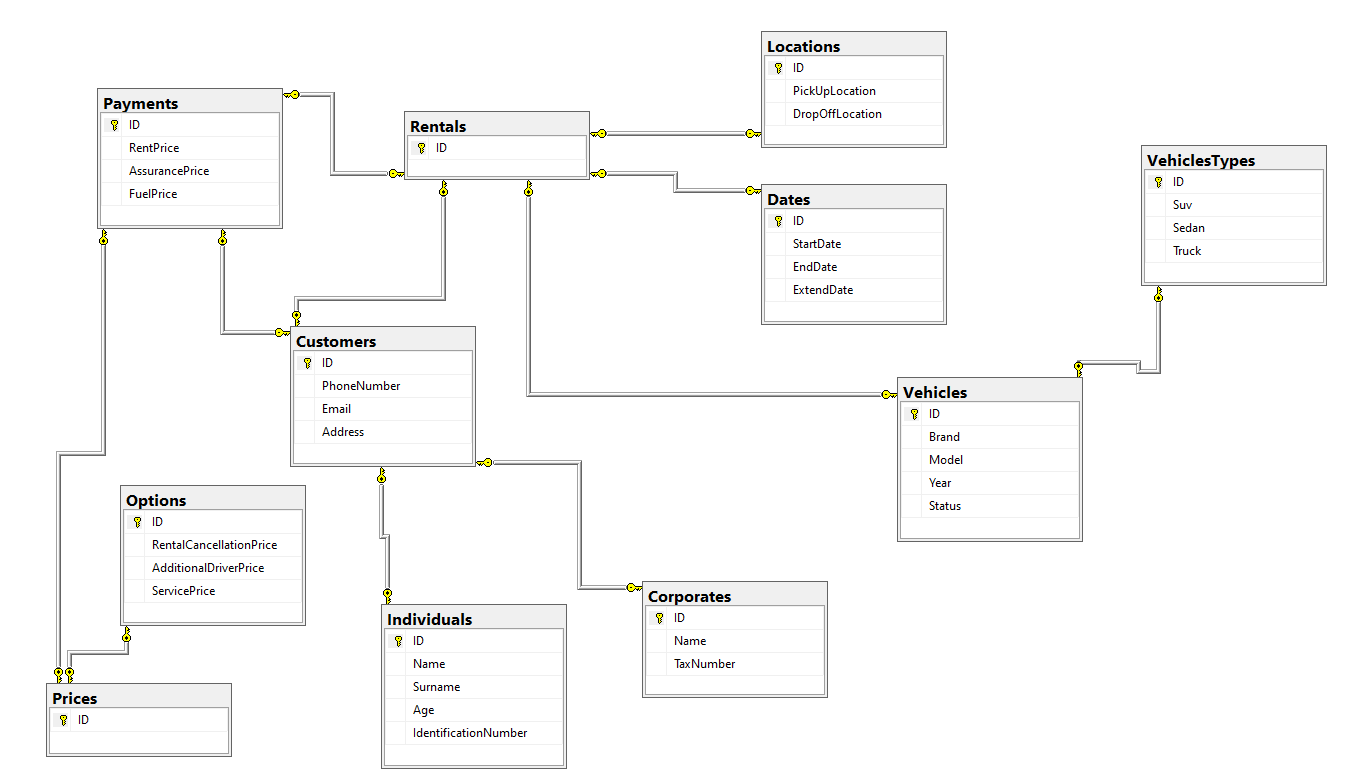 Locations
ID
PickUpLocation
DropOffLocation
Payments
ID
RentPrice
AssurancePrice
FuelPrice
Rentals
ID
VehiclesTypes
ID
Suv
Sedan
Truck
Dates
ID
StartDate
EndDate
ExtendDate
Customers
ID
PhoneNumber
Email
Address
Vehicles
ID
Brand
Model
Year
Status
Options
ID
RentalCancellationPrice
AdditionalDriverPrice
ServicePrice
Individuals
ID
Name
Surname
Age
IdentificationNumber
Corporates
ID
Name
TaxNumber
Prices
ID